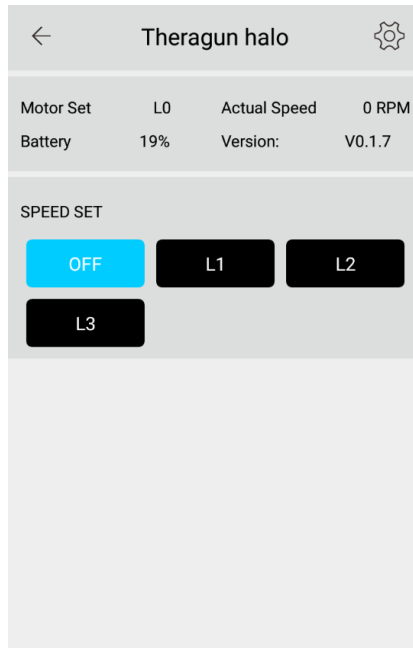 Theragun halo
Motor Set L0 Actual Speed 0 RPM
Battery 19% Version: V0.1.7
SPEED SET
OFF L1 L2
L3